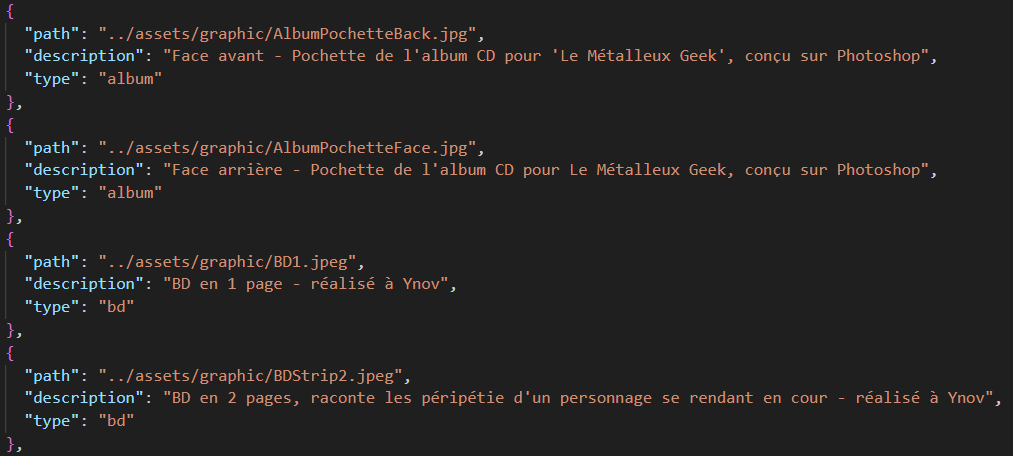 {
"path": "../assets/graphic/AlbumPochetteBack.jpg",
"description": "Face avant - Pochette de l'album CD pour 'Le Métalleux Geek', conçu sur Photoshop",
"type": "album"
},
{
"path": "../assets/graphic/AlbumPochetteFace.jpg",
"description": "Face arrière - Pochette de l'album CD pour Le Métalleux Geek, conçu sur Photoshop",
"type": "album"
},
{
"path": "../assets/graphic/BD1.jpeg",
"description": "BD en 1 page - réalisé à Ynov",
"type": "bd"
},
{
"path": "../assets/graphic/BDStrip2.jpeg",
"description": "BD en 2 pages, raconte les péripétie d'un personnage se rendant en cour - réalisé à Ynov",
"type": "bd"
},